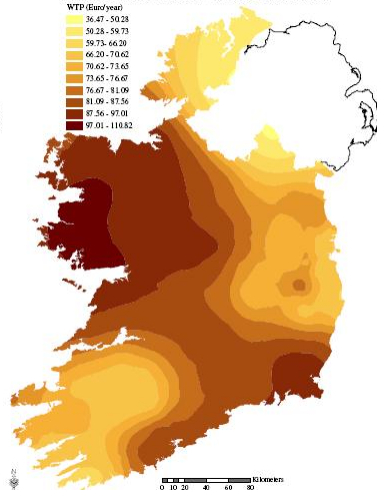 WTP (Euro/year)
36.47 - 50.28
50.28 - 59.73
59.73 - 66.20
66.20 - 70.62
70.62 - 73.65
73.65 - 76.67
76.67 - 81.09
81.09 - 87.56
87.56 - 97.01
97.01 - 110.82
Kilometers
0 10 20 40 60 80